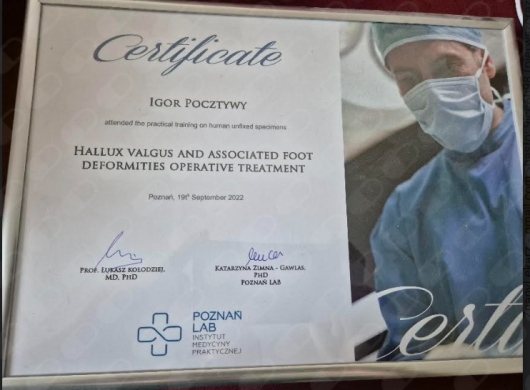 Certificate
IGOR POCZTYWY
attended the practical training on human unfixed specimens
HALLUX VALGUS AND ASSOCIATED FOOT
DEFORMITIES OPERATIVE TREATMENT
Poznań, 19th September 2022
PROF. ŁUKASZ KOŁODZIEJ,
MD, PHD
KATARZYNA ZIMNA - GAWLAS,
PHD
POZNAŃ LAB
POZNAŃ
LAB
INSTYTUT
MEDYCYNY
PRAKTYCZNEJ
Certi